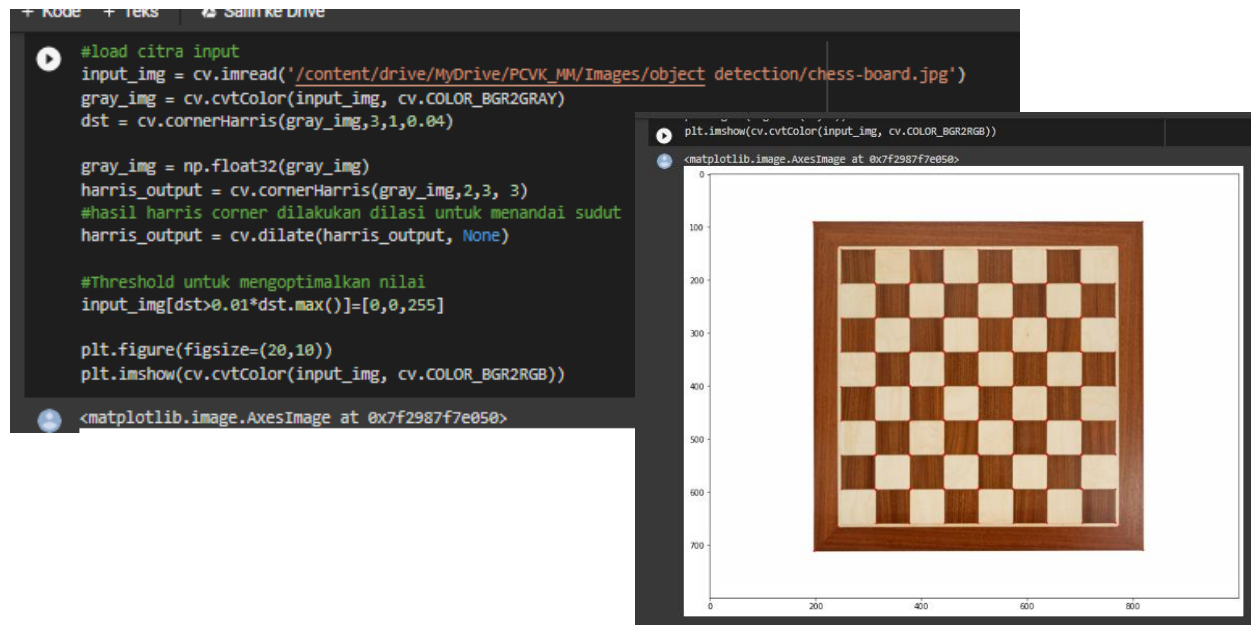 + Kode + Teks Salin ke Drive
#load citra input
input_img = cv.imread('/content/drive/MyDrive/PCVK_MM/Images/object detection/chess-board.jpg')
gray_img = cv.cvtColor(input_img, cv.COLOR_BGR2GRAY)
dst = cv.cornerHarris(gray_img,3,1,0.04)
gray_img = np.float32(gray_img)
harris_output = cv.cornerHarris(gray_img,2,3, 3)
#hasil harris corner dilakukan dilasi untuk menandai sudut
harris_output = cv.dilate(harris_output, None)
#Threshold untuk mengoptimalkan nilai
input_img[dst>0.01*dst.max()]=[0,0,255]
plt.figure(figsize=(20,10))
plt.imshow(cv.cvtColor(input_img, cv.COLOR_BGR2RGB))
<matplotlib.image.AxesImage at 0x7f2987f7e050>
plt.imshow(cv.cvtColor(input_img, cv.COLOR_BGR2RGB))
<matplotlib.image.AxesImage at 0x7f2987f7e050>
0
100
200
300
400
500
600
700
0 200 400 600 800